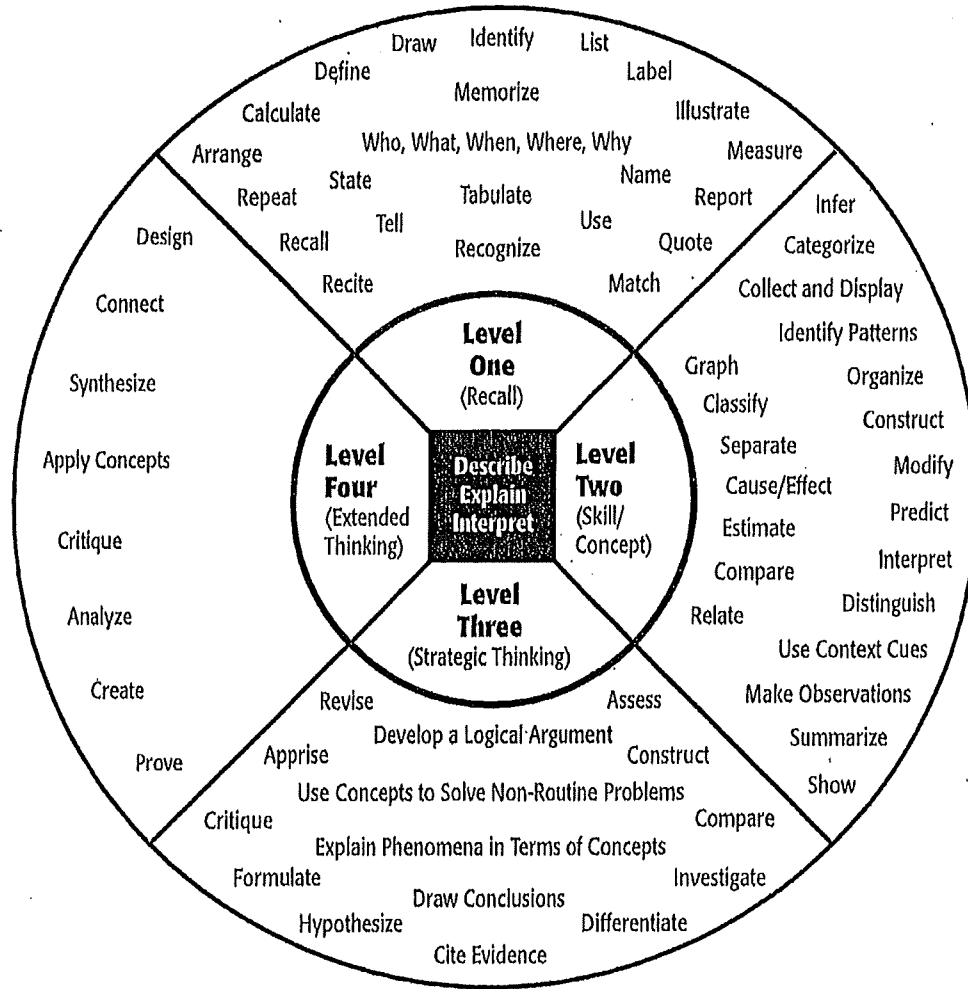 Draw
Identify
List
Define
Label
Memorize
Calculate
Illustrate
Who, What, When, Where, Why
Arrange
Measure
State
Name
Repeat
Tabulate
Report
Tell
Use
Recall
Recognize
Quote
Recite
Match
Level
One
(Recall)
Infer
Categorize
Collect and Display
Identify Patterns
Graph
Organize
Classify
Construct
Separate
Modify
Cause/Effect
Predict
Estimate
Interpret
Compare
Distinguish
Relate
Use Context Cues
Make Observations
Summarize
Show
Level
Two
(Skill/
Concept)
Describe
Explain
Interpret
Level
Three
(Strategic Thinking)
Revise
Assess
Develop a Logical Argument
Apprise
Construct
Use Concepts to Solve Non-Routine Problems
Critique
Compare
Explain Phenomena in Terms of Concepts
Formulate
Investigate
Draw Conclusions
Hypothesize
Differentiate
Cite Evidence
Level
Four
(Extended
Thinking)
Design
Connect
Synthesize
Apply Concepts
Critique
Analyze
Create
Prove